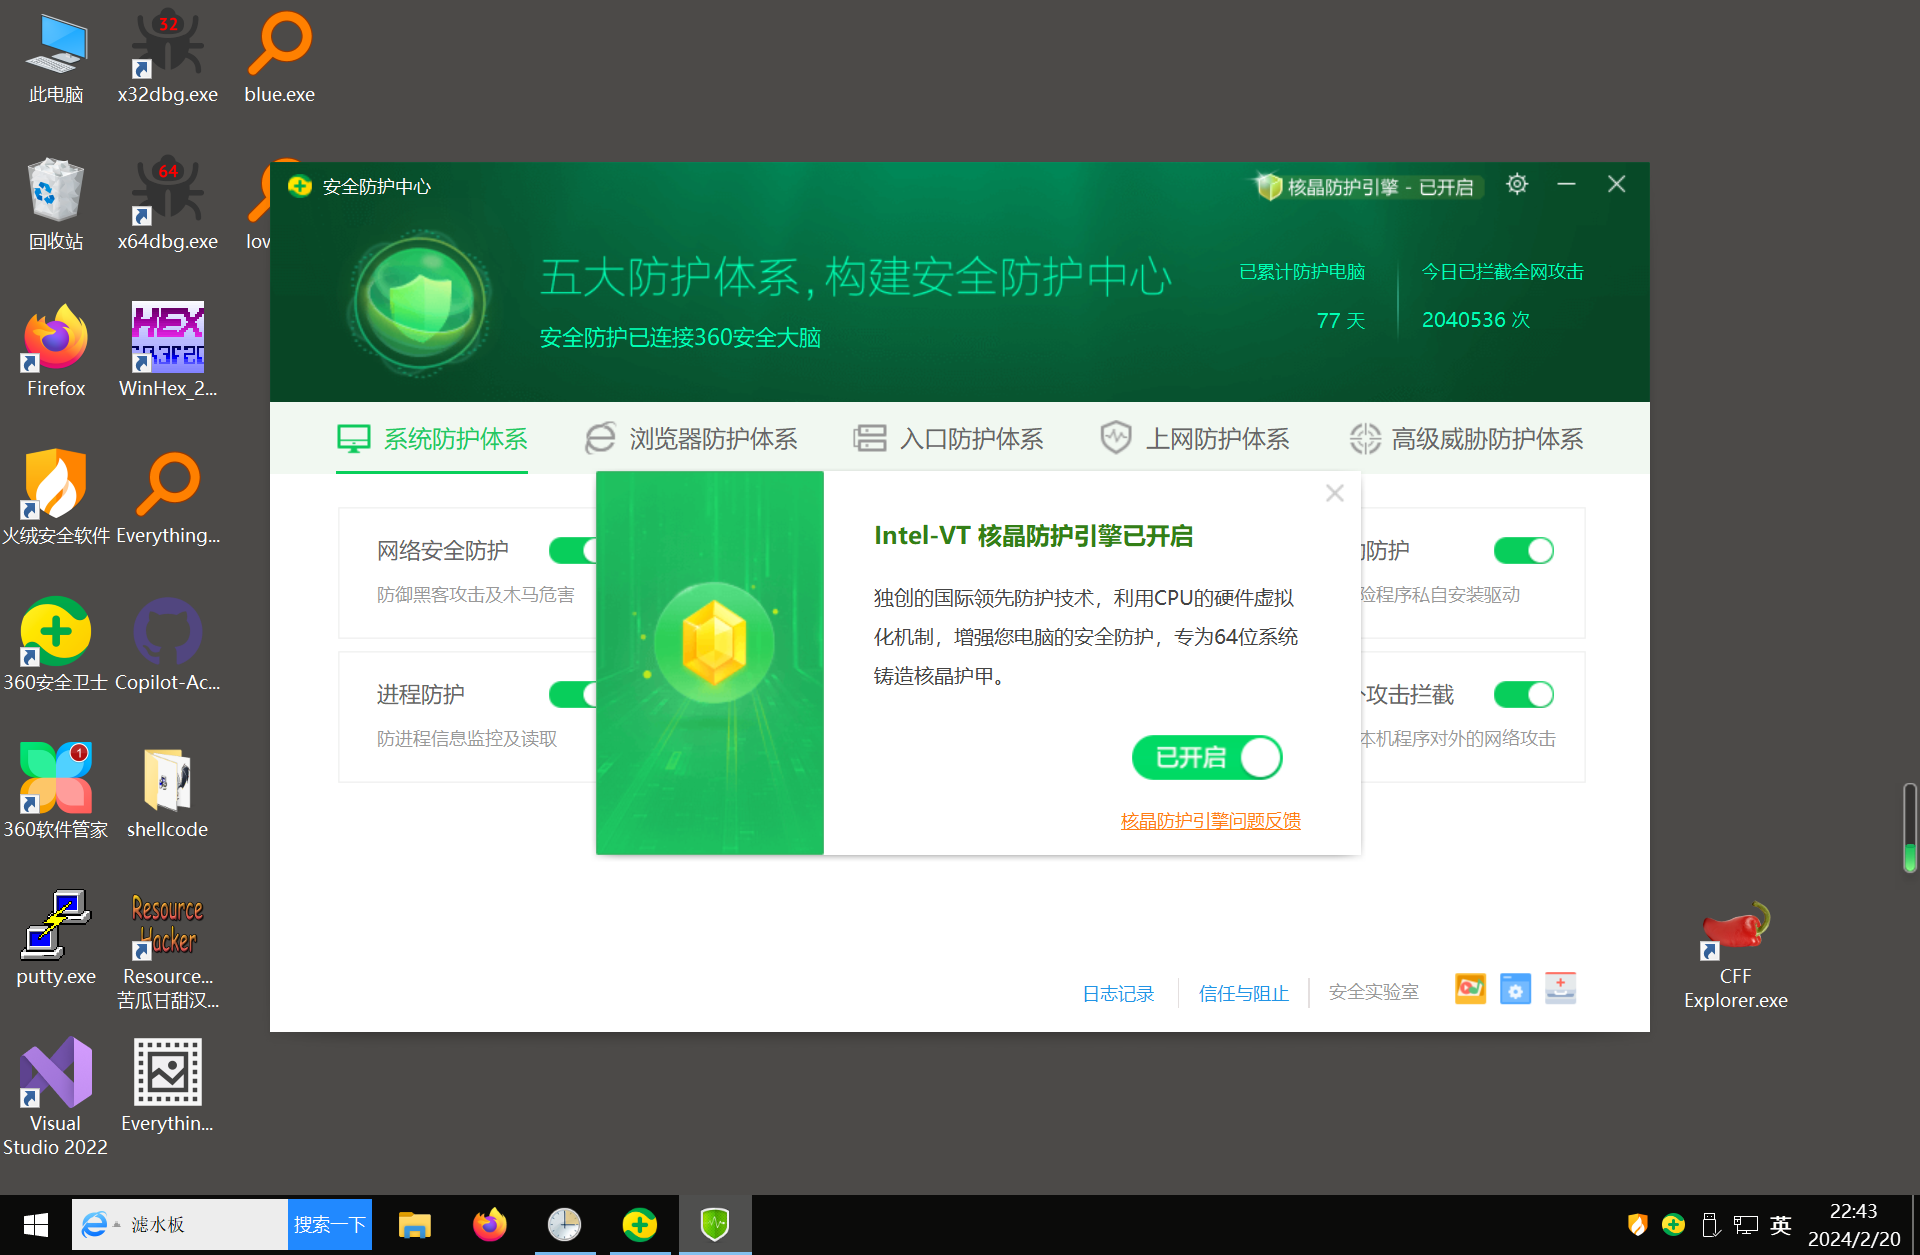 此电脑
32
x32dbg.exe
blue.exe
回收站
64
x64dbg.exe
lov
Firefox
HEX
WinHex_2...
火绒安全软件
Everything...
360安全卫士
Copilot-Ac...
1
360软件管家
shellcode
putty.exe
Resource
Hacker
Resource...
苦瓜甘甜汉...
Visual
Studio 2022
Everythin...
安全防护中心
核晶防护引擎 - 已开启
五大防护体系, 构建安全防护中心
安全防护已连接360安全大脑
已累计防护电脑
77 天
今日已拦截全网攻击
2040536 次
系统防护体系
浏览器防护体系
入口防护体系
上网防护体系
高级威胁防护体系
网络安全防护
防御黑客攻击及木马危害
进程防护
防进程信息监控及读取
Intel-VT 核晶防护引擎已开启
独创的国际领先防护技术，利用CPU的硬件虚拟
化机制，增强您电脑的安全防护，专为64位系统
铸造核晶护甲。
已开启
核晶防护引擎问题反馈
防护
险程序私自安装驱动
攻击拦截
本机程序对外的网络攻击
日志记录
信任与阻止
安全实验室
CFF
Explorer.exe
滤水板
搜索一下
英
22:43
2024/2/20